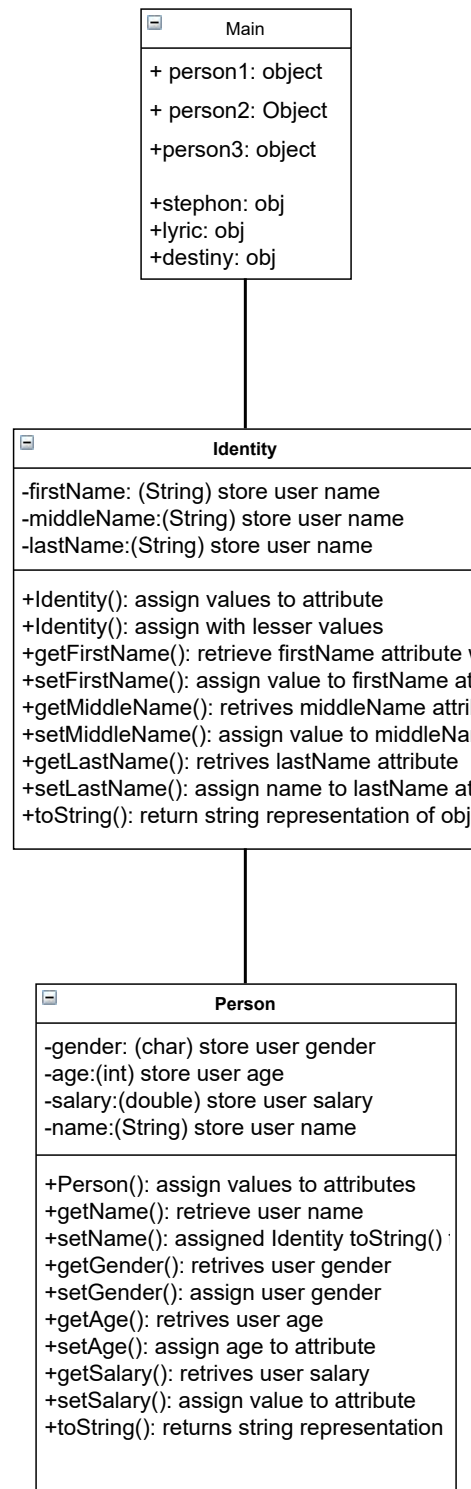 Main
+ person1: object
+ person2: Object
+person3: object
+stephon: obj
+lyric: obj
+destiny: obj
Identity
-firstName: (String) store user name
-middleName:(String) store user name
-lastName:(String) store user name
+Identity(): assign values to attribute
+Identity(): assign with lesser values
+getFirstName(): retrieve firstName attribute
+setFirstName(): assign value to firstName
+getMiddleName(): retrives middleName
+setMiddleName(): assign value to
+getLastName(): retrives lastName attribute
+setLastName(): assign name to lastName
+toString(): return string representation of
Person
-gender: (char) store user gender
-age:(int) store user age
-salary:(double) store user salary
-name:(String) store user name
+Person(): assign values to attributes
+getName(): retrieve user name
+setName(): assigned Identity toString()
+getGender(): retrives user gender
+setGender(): assign user gender
+getAge(): retrives user age
+setAge(): assign age to attribute
+getSalary(): retrives user salary
+setSalary(): assign value to attribute
+toString(): returns string representation